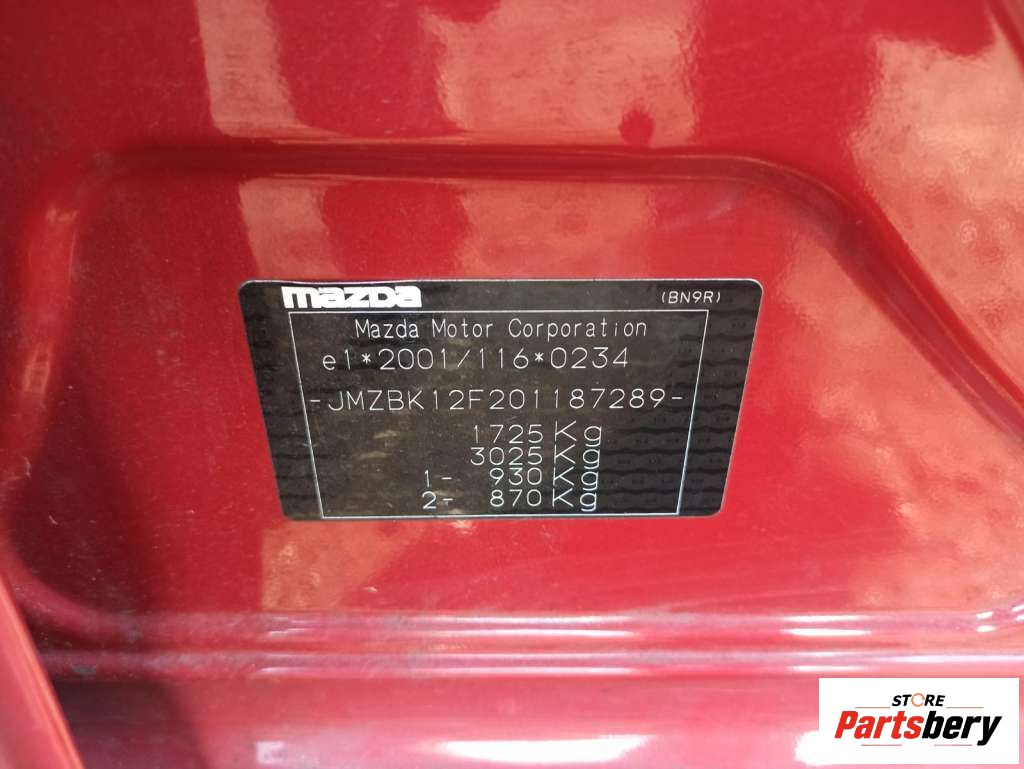 mazda (BN9R)
Mazda Motor Corporation
e1*2001/116*0234
-JMZBK12F201187289-
1725 Kg
3025 Kg
1- 930 Kg
2- 870 Kg
STORE
Partsbery